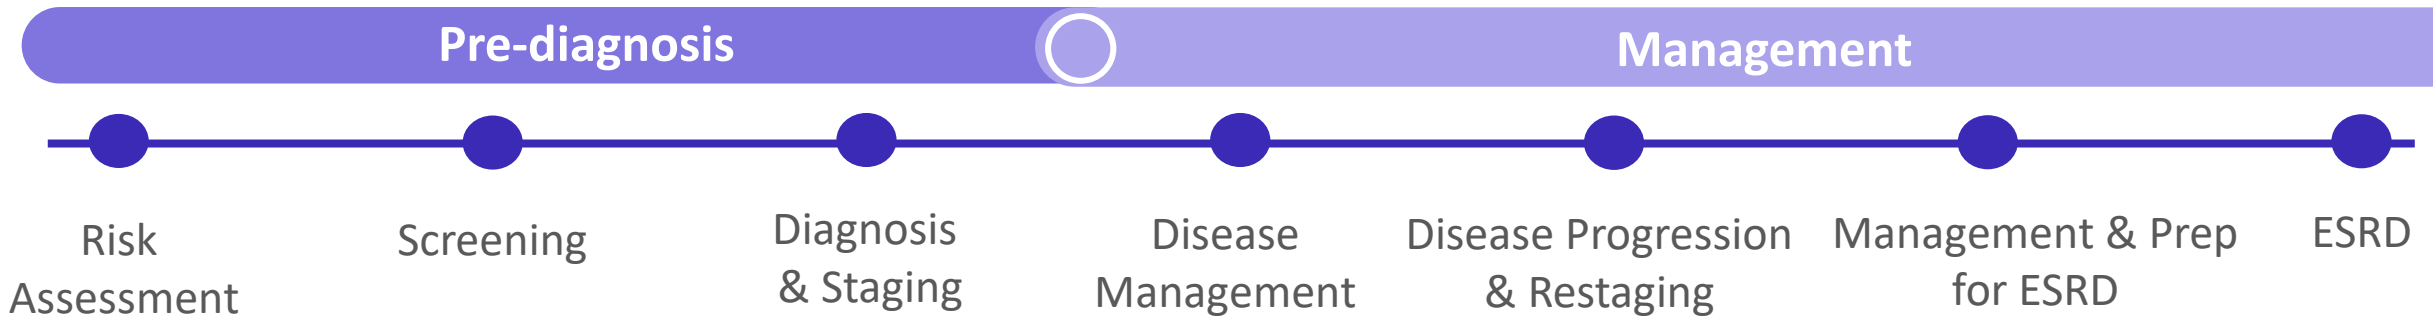 Pre-diagnosis
Management
Risk
Assessment
Screening
Diagnosis
& Staging
Disease
Management
Disease Progression
& Restaging
Management & Prep
for ESRD
ESRD